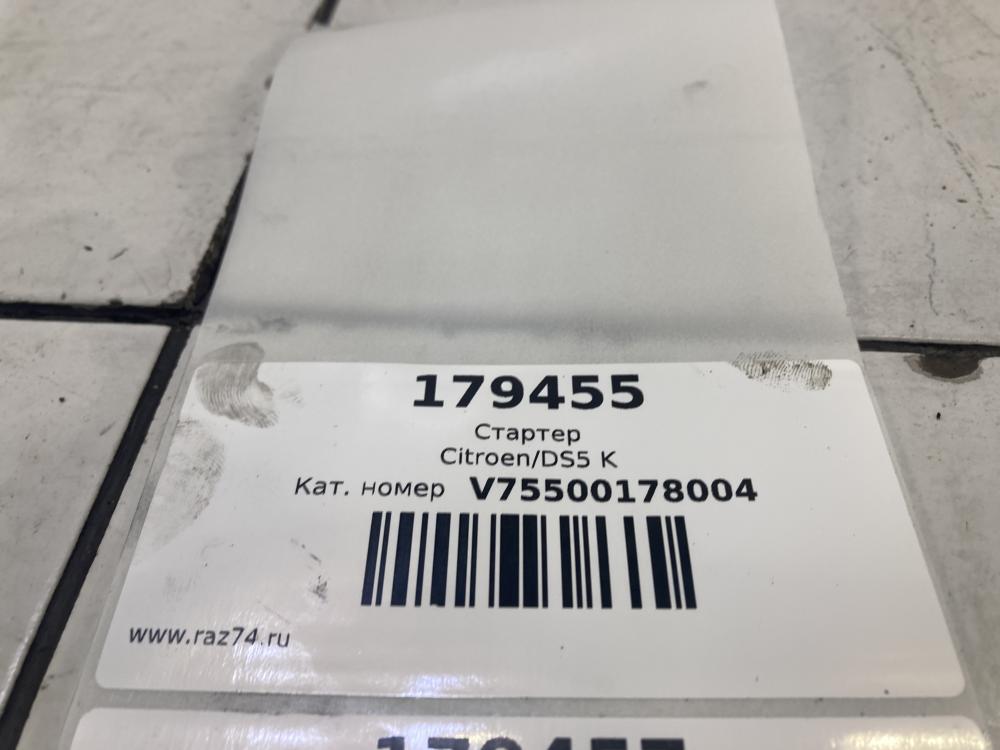 179455
Стартер
Citroen/DS5 K
Кат. номер V75500178004
www.raz74.ru